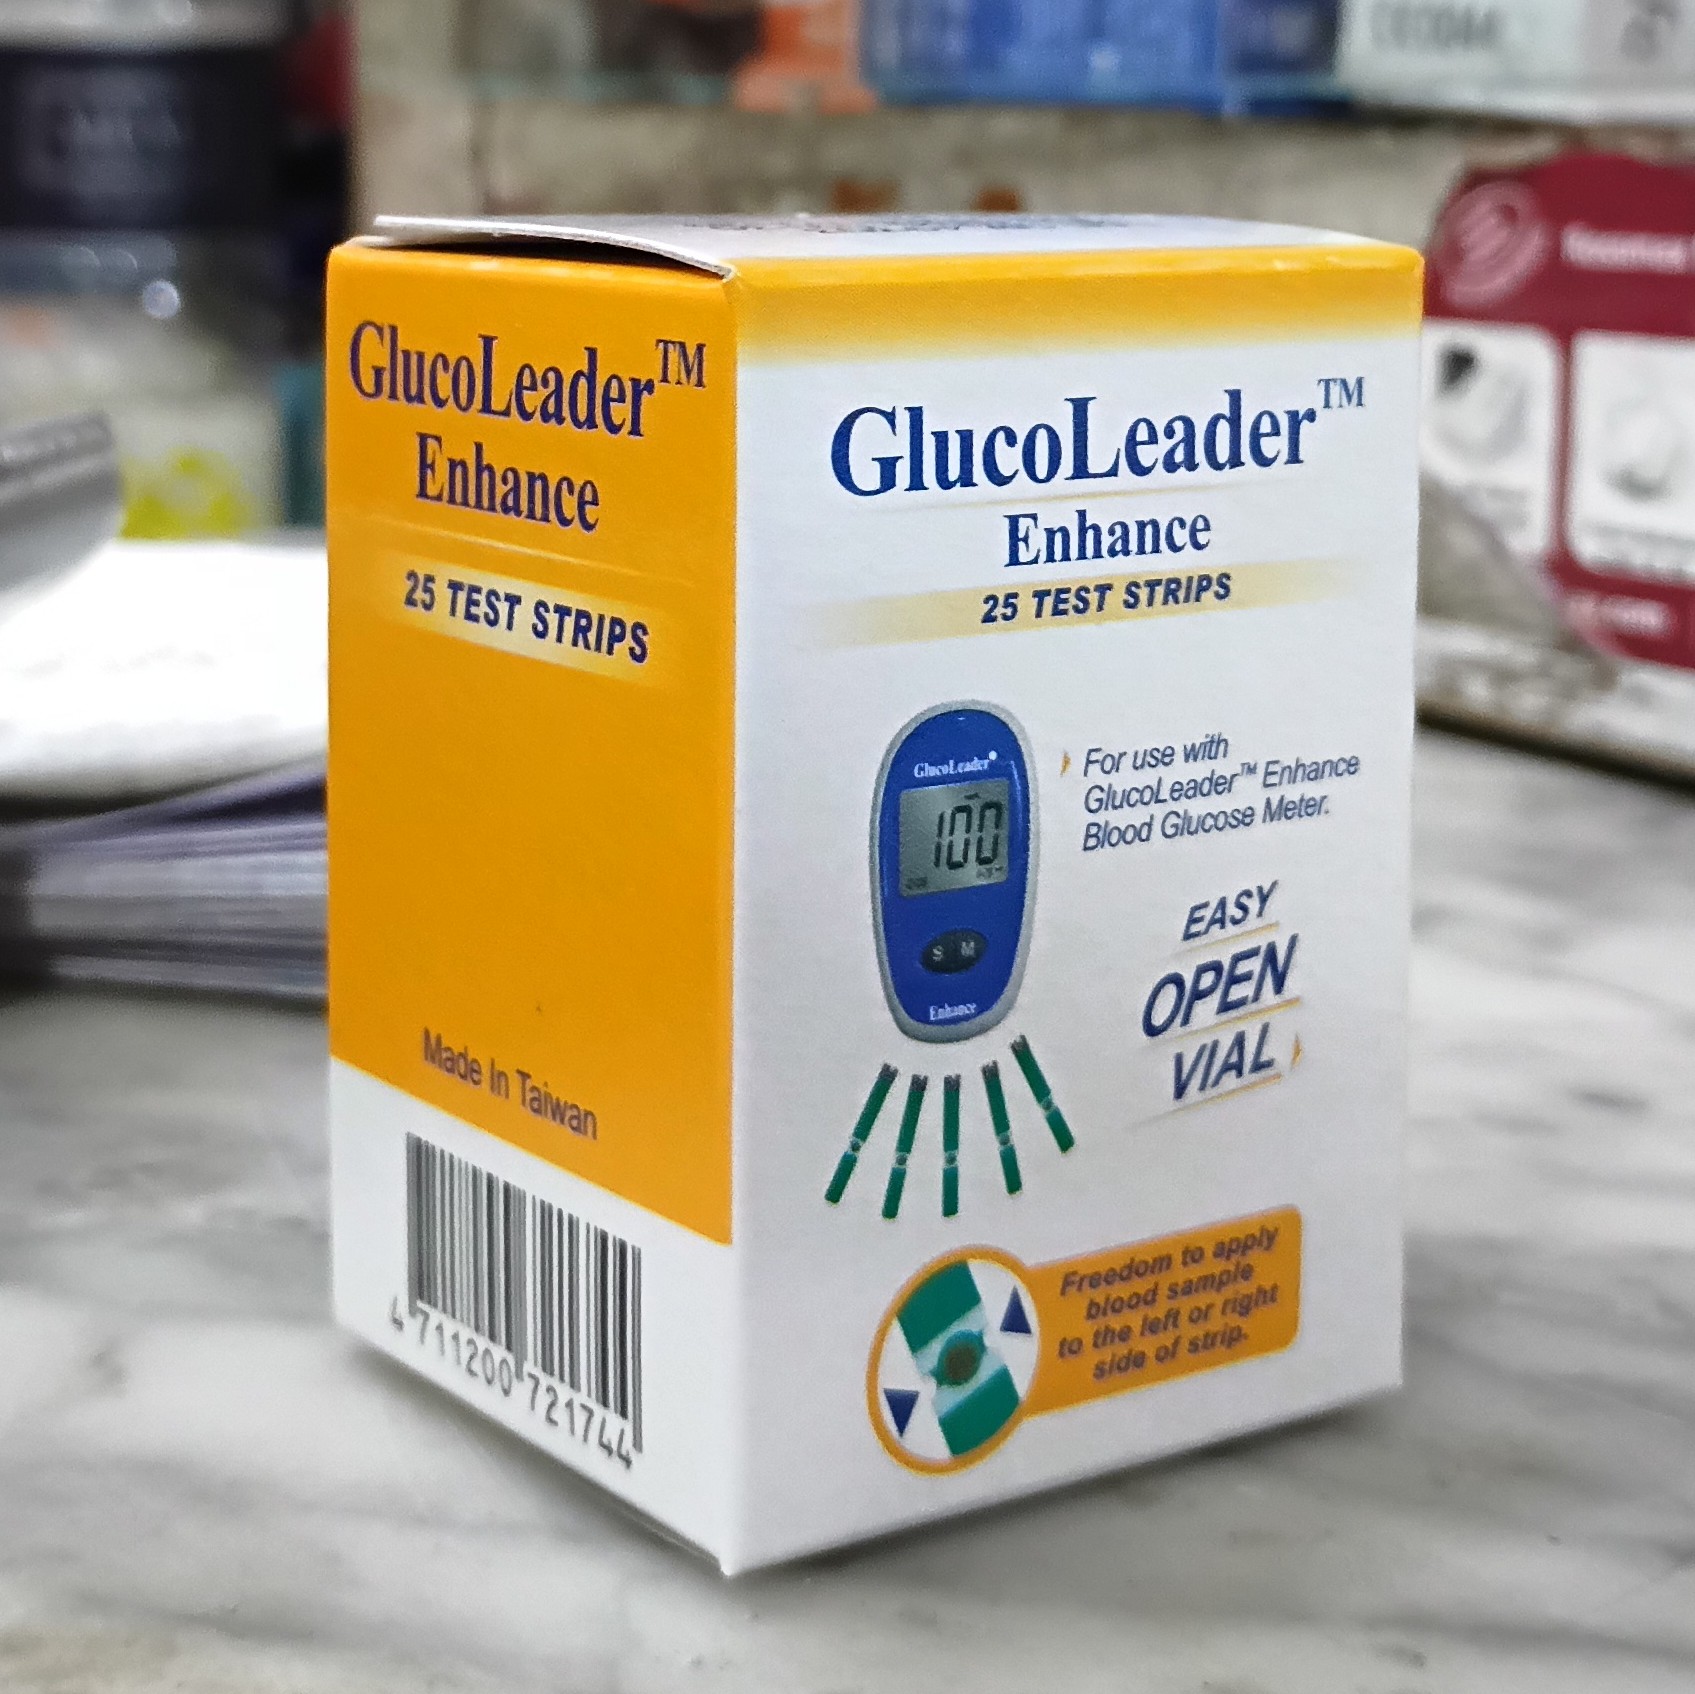 GlucoLeader™
Enhance
25 TEST STRIPS
Made In Taiwan
4 711200 721744
GlucoLeader™
Enhance
25 TEST STRIPS
GlucoLeader®
100
S M
Enhance
For use with
GlucoLeader™ Enhance
Blood Glucose Meter.
EASY
OPEN
VIAL
Freedom to apply
blood sample
to the left or right
side of strip.